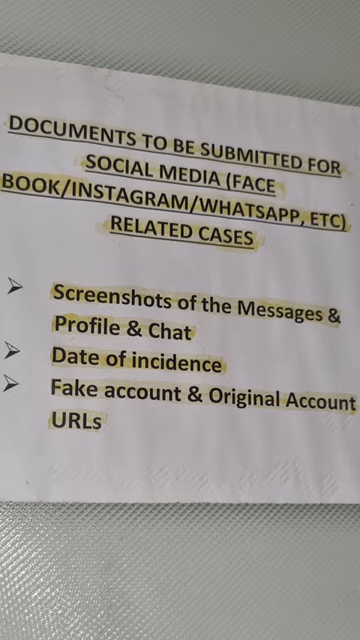 DOCUMENTS TO BE SUBMITTED FOR
SOCIAL MEDIA (FACE
BOOK/INSTAGRAM/WHATSAPP, ETC)
RELATED CASES
➢ Screenshots of the Messages &
Profile & Chat
➢ Date of incidence
➢ Fake account & Original Account
URLs